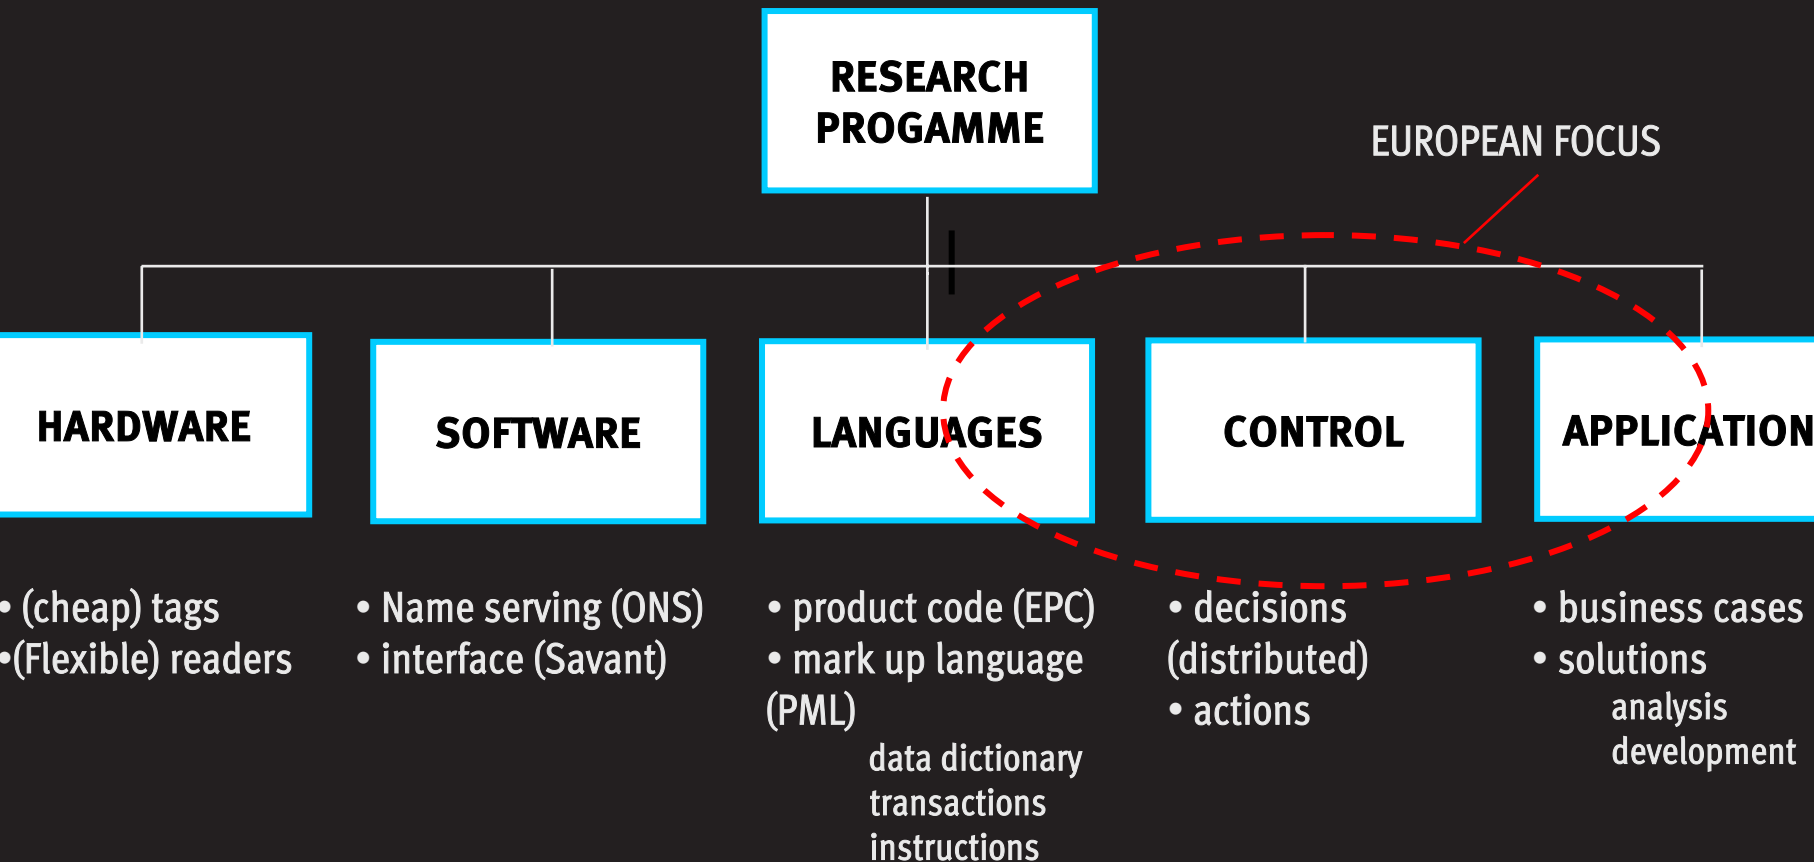 RESEARCH
PROGAMME
EUROPEAN FOCUS
HARDWARE
SOFTWARE
LANGUAGES
CONTROL
APPLICATION
• (cheap) tags
•(Flexible) readers
• Name serving (ONS)
• interface (Savant)
• product code (EPC)
• mark up language
(PML)
data dictionary
transactions
instructions
• decisions
(distributed)
• actions
• business cases
• solutions
analysis
development